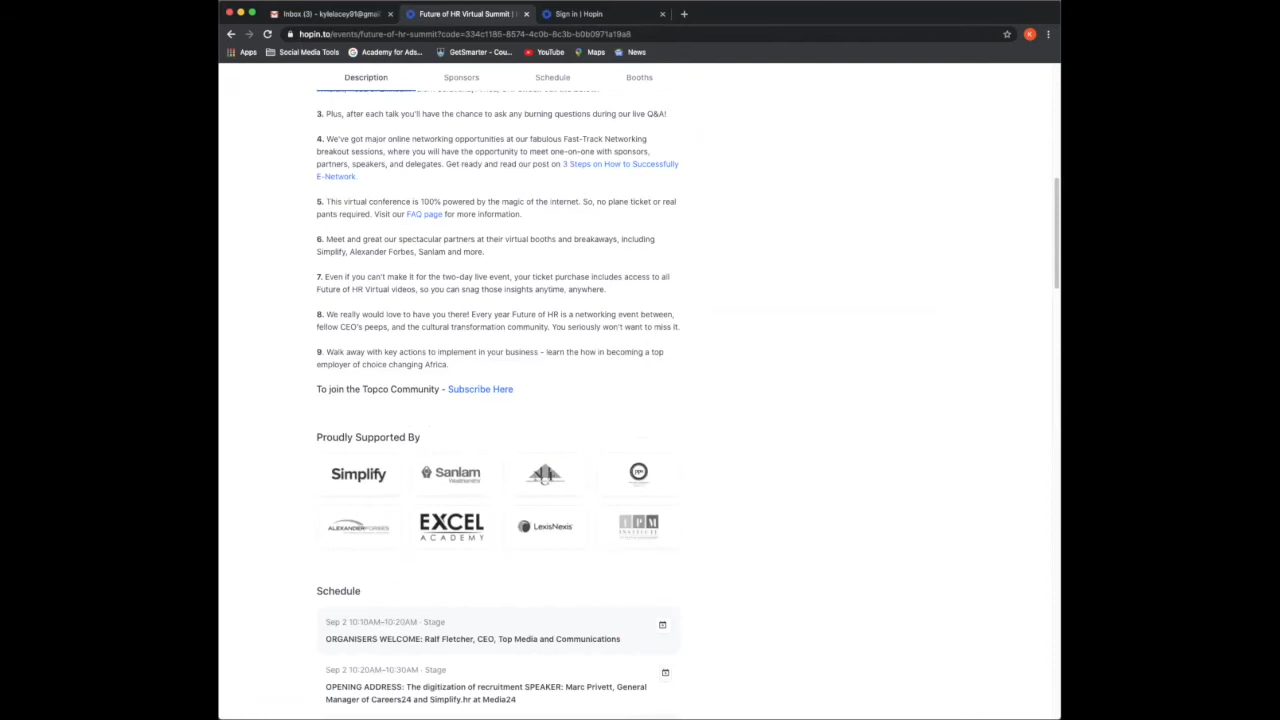 Inbox (3) - kylelacey91@gmail
Future of HR Virtual Summit |
Sign in | Hopin
hopin.to/events/future-of-hr-summit?code=334c1186-8574-4c0b-8c3b-b0b0971a19a8
Apps
Social Media Tools
Academy for Ads...
GetSmarter - Cou...
YouTube
Maps
News
Description
Sponsors
Schedule
Booths
3. Plus, after each talk you'll have the chance to ask any burning questions during our live Q&A!
4. We've got major online networking opportunities at our fabulous Fast-Track Networking
breakout sessions, where you will have the opportunity to meet one-on-one with sponsors,
partners, speakers, and delegates. Get ready and read our post on 3 Steps on How to Successfully
E-Network.
5. This virtual conference is 100% powered by the magic of the internet. So, no plane ticket or real
pants required. Visit our FAQ page for more information.
6. Meet and great our spectacular partners at their virtual booths and breakaways, including
Simplify, Alexander Forbes, Sanlam and more.
7. Even if you can't make it for the two-day live event, your ticket purchase includes access to all
Future of HR Virtual videos, so you can snag those insights anytime, anywhere.
8. We really would love to have you there! Every year Future of HR is a networking event between,
fellow CEO's peeps, and the cultural transformation community. You seriously won't want to miss it.
9. Walk away with key actions to implement in your business - learn the how in becoming a top
employer of choice changing Africa.
To join the Topco Community - Subscribe Here
Proudly Supported By
Simplify
Sanlam
ALEXANDERFORBES
EXCEL
ACADEMY
LexisNexis
IPM
INSTITUTE
Schedule
Sep 2 10:10AM–10:20AM · Stage
ORGANISERS WELCOME: Ralf Fletcher, CEO, Top Media and Communications
Sep 2 10:20AM–10:30AM · Stage
OPENING ADDRESS: The digitization of recruitment SPEAKER: Marc Privett, General
Manager of Careers24 and Simplify.hr at Media24